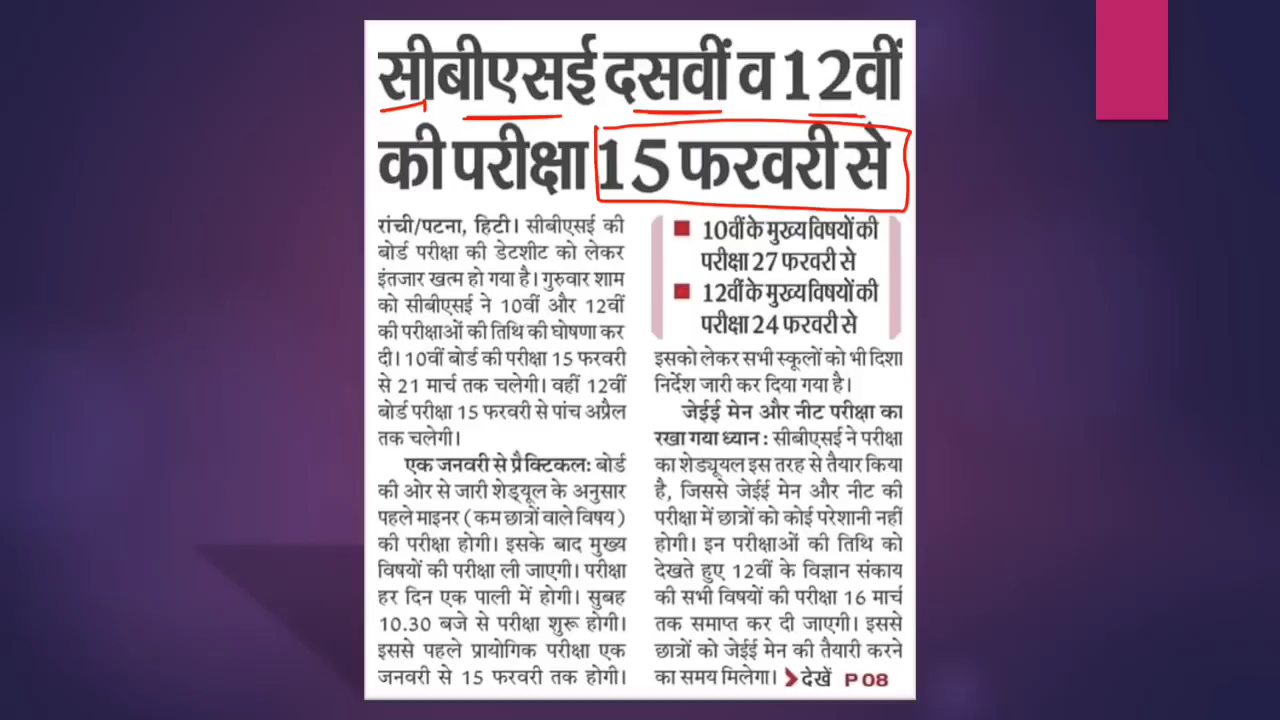 सीबीएसई दसवीं व 12वीं
की परीक्षा 15 फरवरी से
रांची/पटना, हिटी। सीबीएसई की
बोर्ड परीक्षा की डेटशीट को लेकर
इंतजार खत्म हो गया है। गुरुवार शाम
को सीबीएसई ने 10वीं और 12वीं
की परीक्षाओं की तिथि की घोषणा कर
दी। 10वीं बोर्ड की परीक्षा 15 फरवरी
से 21 मार्च तक चलेगी। वहीं 12वीं
बोर्ड परीक्षा 15 फरवरी से पांच अप्रैल
तक चलेगी।
एक जनवरी से प्रैक्टिकल: बोर्ड
की ओर से जारी शेड्यूल के अनुसार
पहले माइनर (कम छात्रों वाले विषय)
की परीक्षा होगी। इसके बाद मुख्य
विषयों की परीक्षा ली जाएगी। परीक्षा
हर दिन एक पाली में होगी। सुबह
10.30 बजे से परीक्षा शुरू होगी।
इससे पहले प्रायोगिक परीक्षा एक
जनवरी से 15 फरवरी तक होगी।
10वीं के मुख्य विषयों की
परीक्षा 27 फरवरी से
12वीं के मुख्य विषयों की
परीक्षा 24 फरवरी से
इसको लेकर सभी स्कूलों को भी दिशा
निर्देश जारी कर दिया गया है।
जेईई मेन और नीट परीक्षा का
रखा गया ध्यान : सीबीएसई ने परीक्षा
का शेड्यूयल इस तरह से तैयार किया
है, जिससे जेईई मेन और नीट की
परीक्षा में छात्रों को कोई परेशानी नहीं
होगी। इन परीक्षाओं की तिथि को
देखते हुए 12वीं के विज्ञान संकाय
की सभी विषयों की परीक्षा 16 मार्च
तक समाप्त कर दी जाएगी। इससे
छात्रों को जेईई मेन की तैयारी करने
का समय मिलेगा। देखें P 08